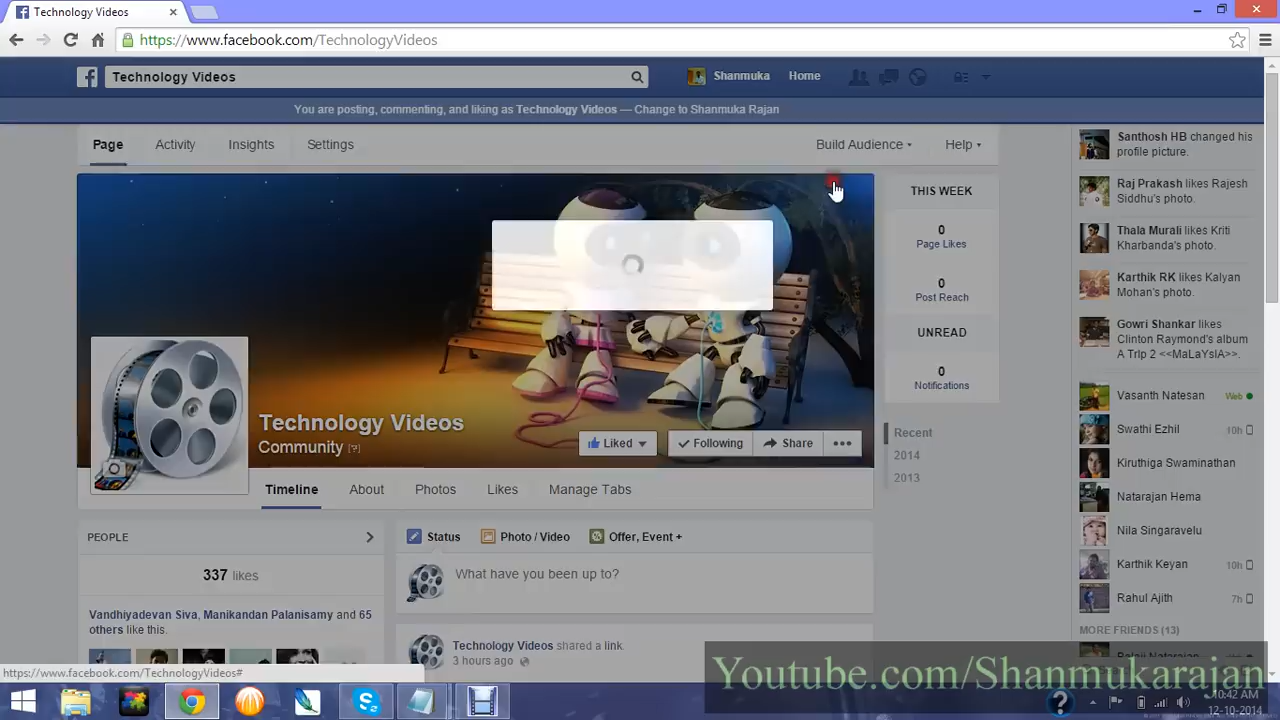 Technology Videos
https://www.facebook.com/TechnologyVideos
Technology Videos
Shanmuka
Home
You are posting, commenting, and liking as Technology Videos — Change to Shanmuka Rajan
Page
Activity
Insights
Settings
Build Audience
Help
THIS WEEK
0
Page Likes
0
Post Reach
UNREAD
0
Notifications
Recent
2014
2013
Technology Videos
Community [?]
Liked
Following
Share
Timeline
About
Photos
Likes
Manage Tabs
PEOPLE
337 likes
Vandhiyadevan Siva, Manikandan Palanisamy and 65
others like this.
Status
Photo / Video
Offer, Event +
What have you been up to?
Technology Videos shared a link.
3 hours ago
Santhosh HB changed his
profile picture.
Raj Prakash likes Rajesh
Siddhu's photo.
Thala Murali likes Kriti
Kharbanda's photo.
Karthik RK likes Kalyan
Mohan's photo.
Gowri Shankar likes
Clinton Raymond's album
A Trip 2 <<MaLaYsIA>>.
Vasanth Natesan
Web
Swathi Ezhil
10h
Kiruthiga Swaminathan
Natarajan Hema
Nila Singaravelu
Karthik Keyan
10h
Rahul Ajith
7h
MORE FRIENDS (13)
https://www.facebook.com/TechnologyVideos#
Youtube.com/Shanmukarajan
10:42 AM
12-10-2014